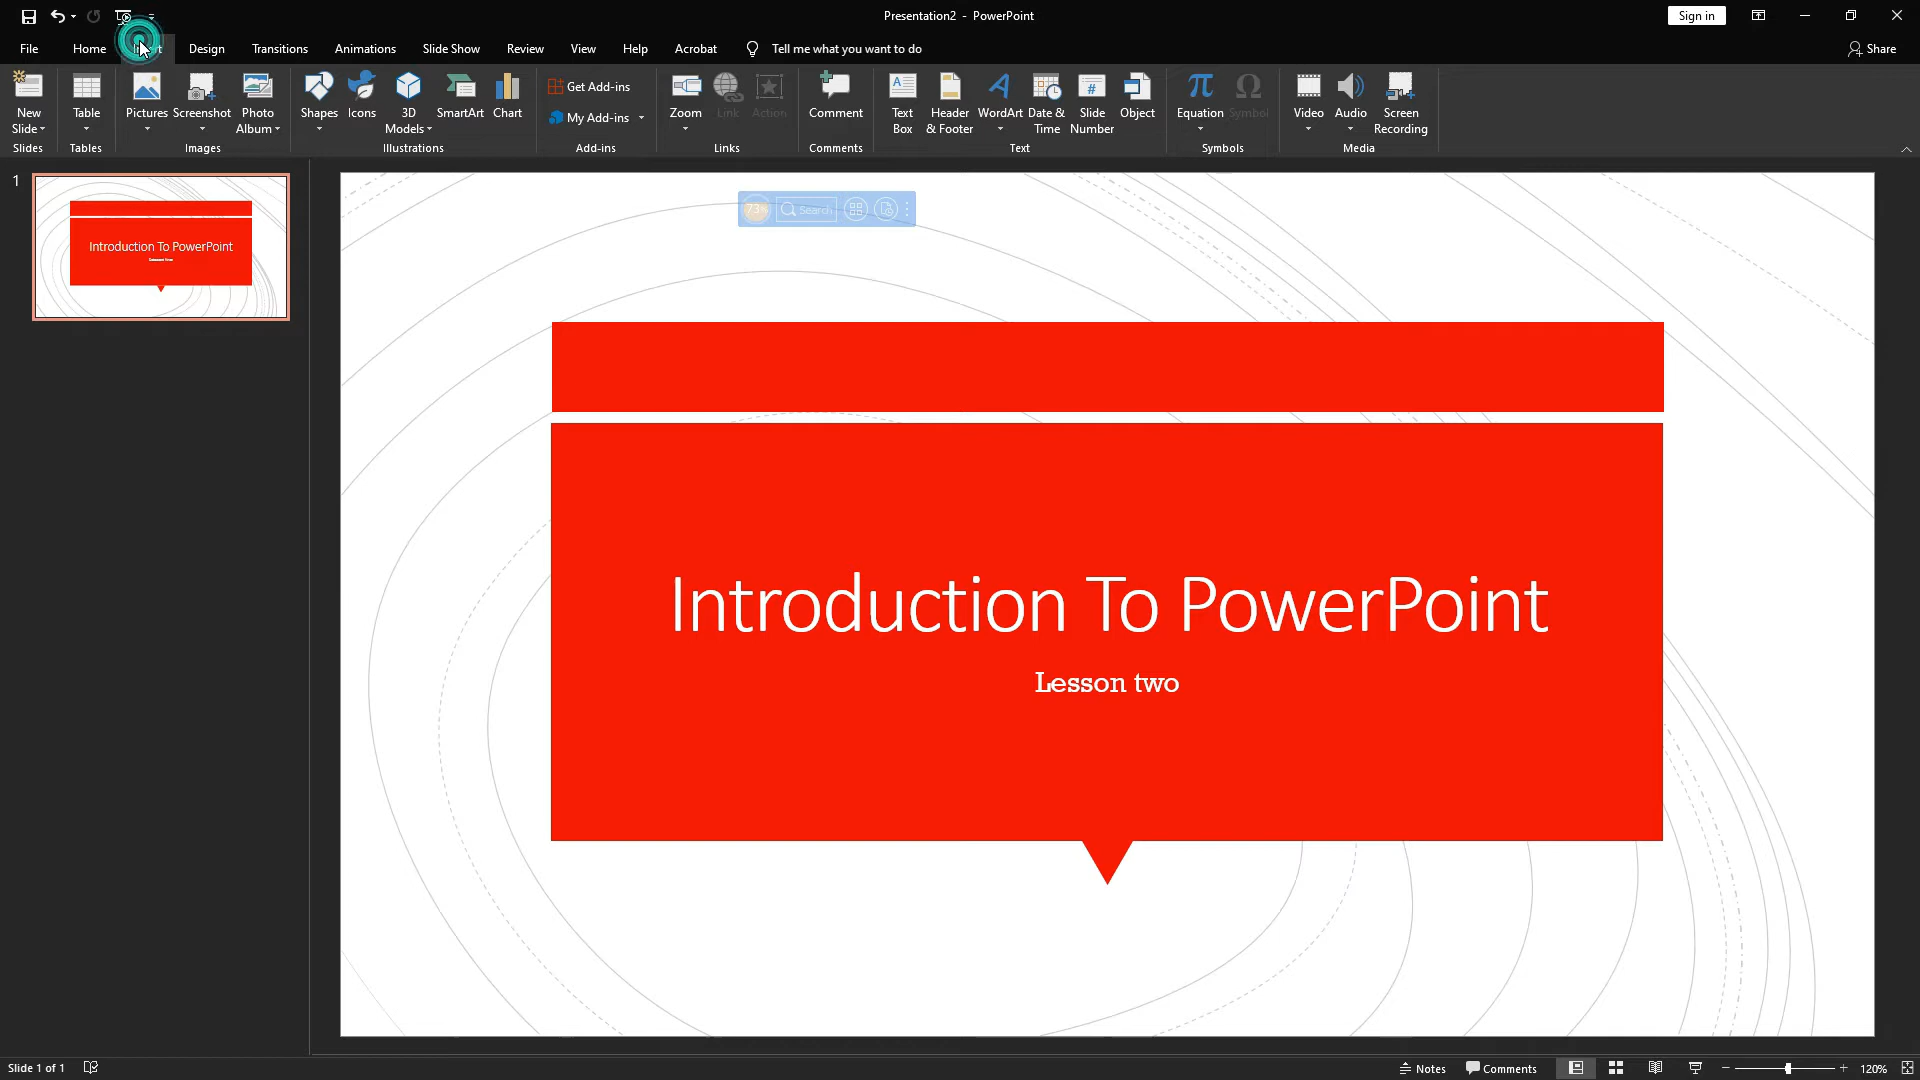 Presentation2 - PowerPoint
Sign in
File Home Design Transitions Animations Slide Show Review View Help Acrobat Tell me what you want to do
Share
New Slide
Table
Pictures
Screenshot
Photo Album
Shapes
Icons
3D Models
SmartArt
Chart
Get Add-ins
My Add-ins
Zoom
Link
Action
Comment
Text Box
Header & Footer
WordArt
Date & Time
Slide Number
Object
Equation
Symbol
Video
Audio
Screen Recording
Slides Tables Images Illustrations Add-ins Links Comments Text Symbols Media
1
Introduction To PowerPoint
73%
Search
Introduction To PowerPoint
Lesson two
Slide 1 of 1
Notes
Comments
120%